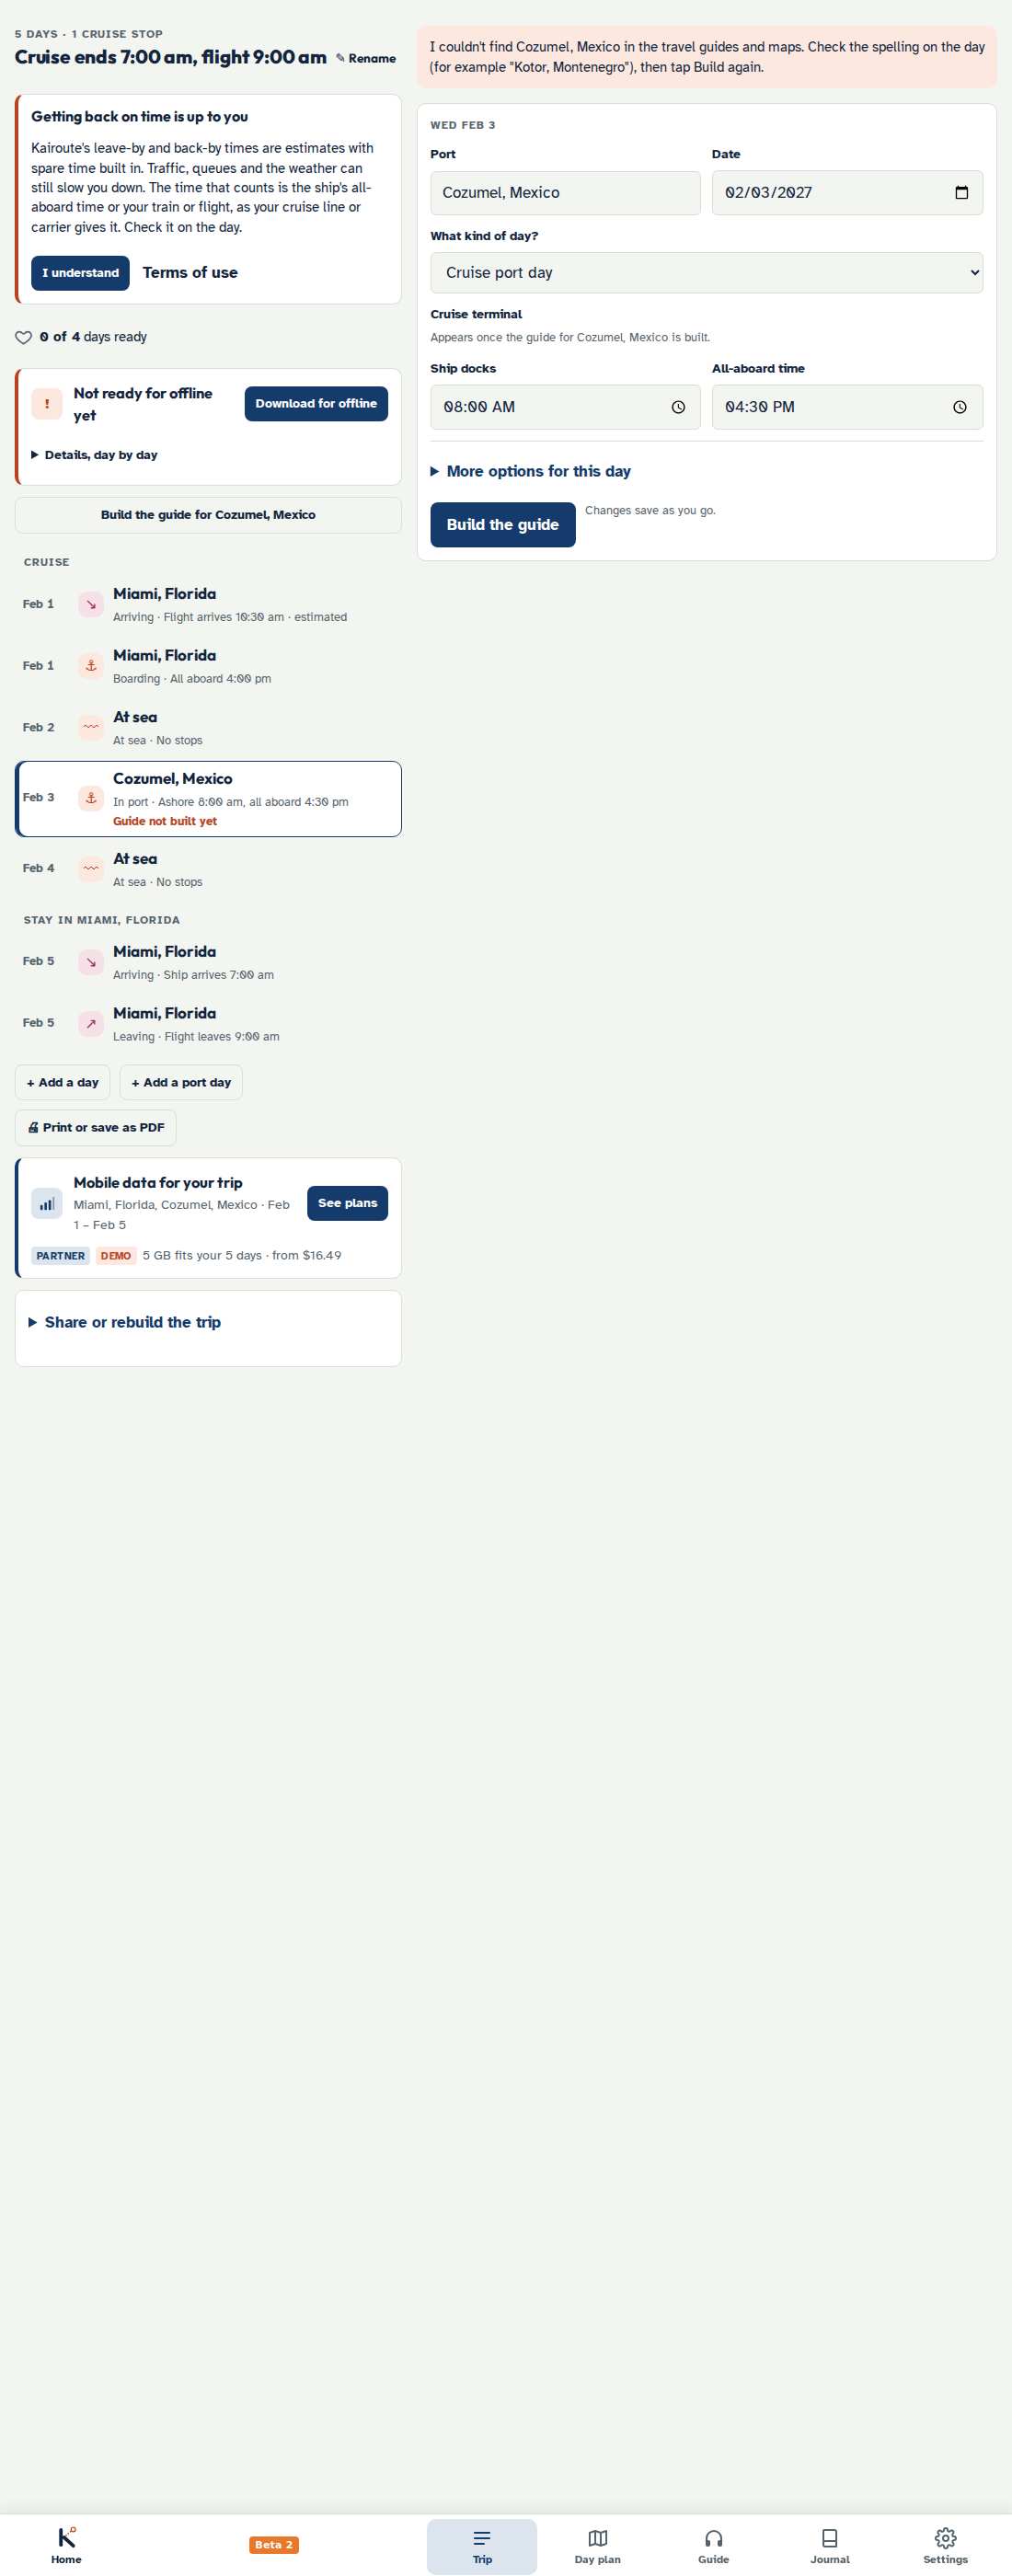 5 DAYS · 1 CRUISE STOP
Cruise ends 7:00 am, flight 9:00 am ✎ Rename
Getting back on time is up to you
Kairoute's leave-by and back-by times are estimates with
spare time built in. Traffic, queues and the weather can
still slow you down. The time that counts is the ship's all-
aboard time or your train or flight, as your cruise line or
carrier gives it. Check it on the day.
I understand
Terms of use
0 of 4 days ready
!
Not ready for offline
yet
Download for offline
Details, day by day
Build the guide for Cozumel, Mexico
CRUISE
Feb 1
Miami, Florida
Arriving · Flight arrives 10:30 am · estimated
Feb 1
Miami, Florida
Boarding · All aboard 4:00 pm
Feb 2
At sea
At sea · No stops
Feb 3
Cozumel, Mexico
In port · Ashore 8:00 am, all aboard 4:30 pm
Guide not built yet
Feb 4
At sea
At sea · No stops
STAY IN MIAMI, FLORIDA
Feb 5
Miami, Florida
Arriving · Ship arrives 7:00 am
Feb 5
Miami, Florida
Leaving · Flight leaves 9:00 am
+ Add a day
+ Add a port day
Print or save as PDF
Mobile data for your trip
Miami, Florida, Cozumel, Mexico · Feb
1 – Feb 5
See plans
PARTNER DEMO 5 GB fits your 5 days · from $16.49
Share or rebuild the trip
I couldn't find Cozumel, Mexico in the travel guides and maps. Check the spelling on the day
(for example "Kotor, Montenegro"), then tap Build again.
WED FEB 3
Port
Date
Cozumel, Mexico
02/03/2027
What kind of day?
Cruise port day
Cruise terminal
Appears once the guide for Cozumel, Mexico is built.
Ship docks
All-aboard time
08:00 AM
04:30 PM
More options for this day
Build the guide
Changes save as you go.
Home
Beta 2
Trip
Day plan
Guide
Journal
Settings